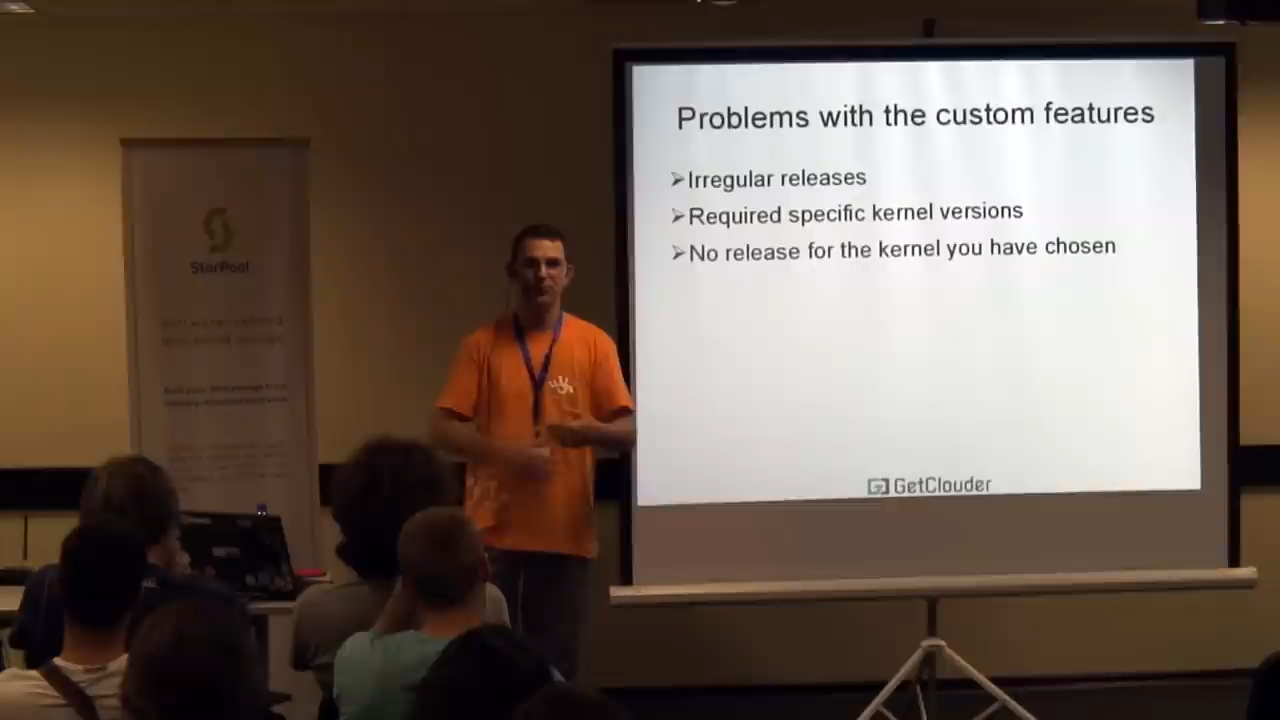 Problems with the custom features
➢Irregular releases
➢Required specific kernel versions
➢No release for the kernel you have chosen
GetClouder
StorPool